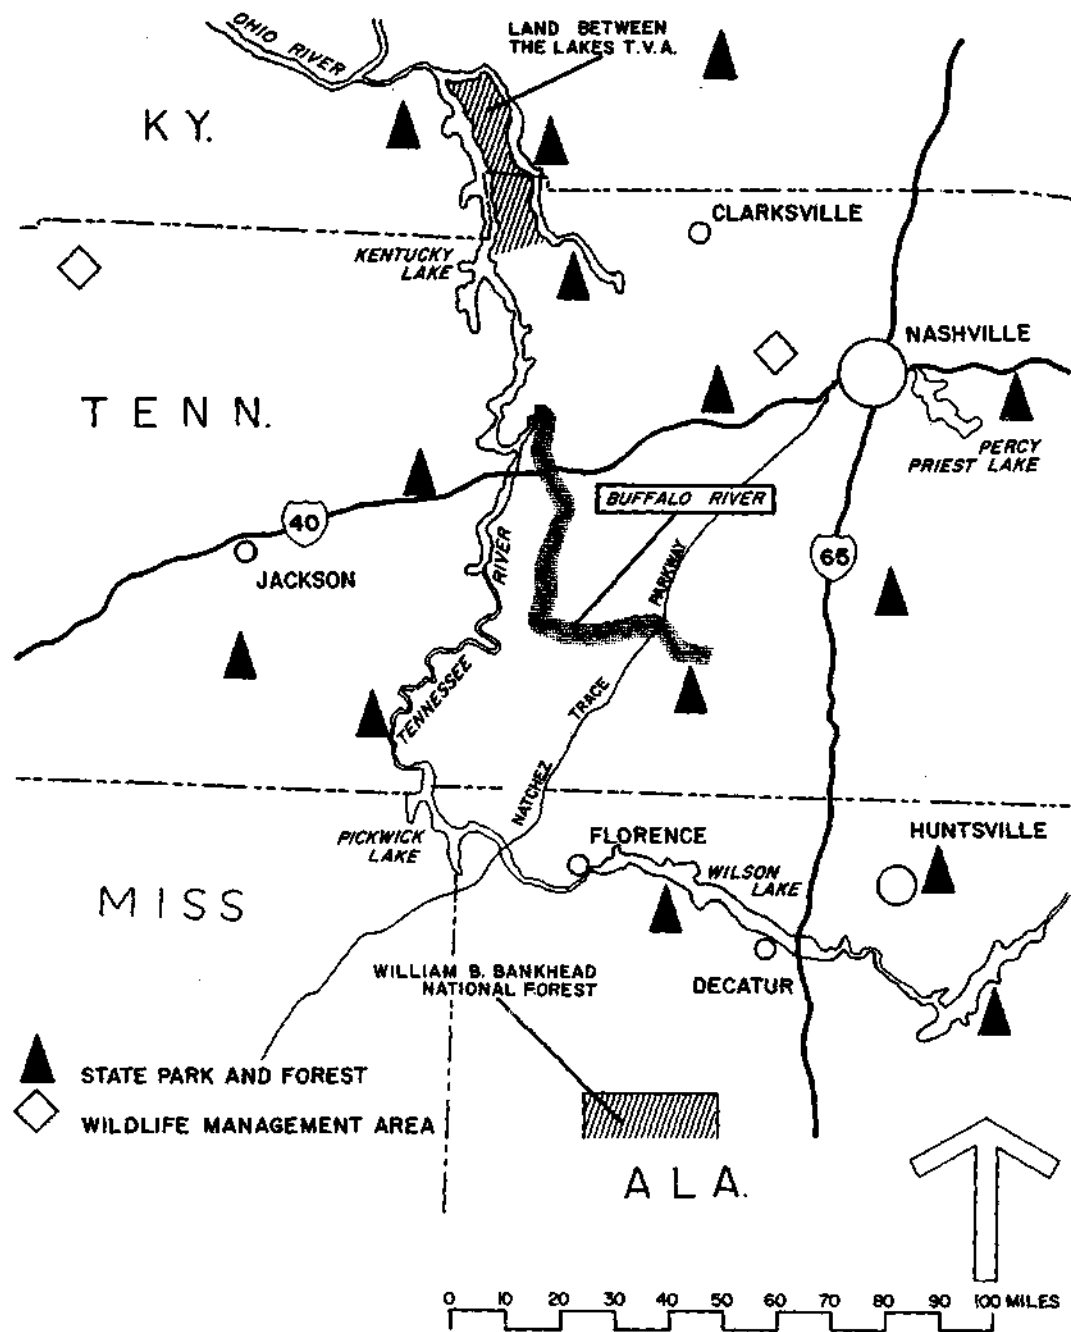 OHIO RIVER
LAND BETWEEN
THE LAKES T.V.A.
KY.
CLARKSVILLE
KENTUCKY
LAKE
NASHVILLE
TENN.
PERCY
PRIEST LAKE
BUFFALO RIVER
40
JACKSON
RIVER
PARKWAY
65
TENNESSEE
TRACE
NATCHEZ
PICKWICK
LAKE
FLORENCE
HUNTSVILLE
WILSON
LAKE
MISS
WILLIAM B. BANKHEAD
NATIONAL FOREST
DECATUR
STATE PARK AND FOREST
WILDLIFE MANAGEMENT AREA
ALA.
0 10 20 30 40 50 60 70 80 90 100 MILES